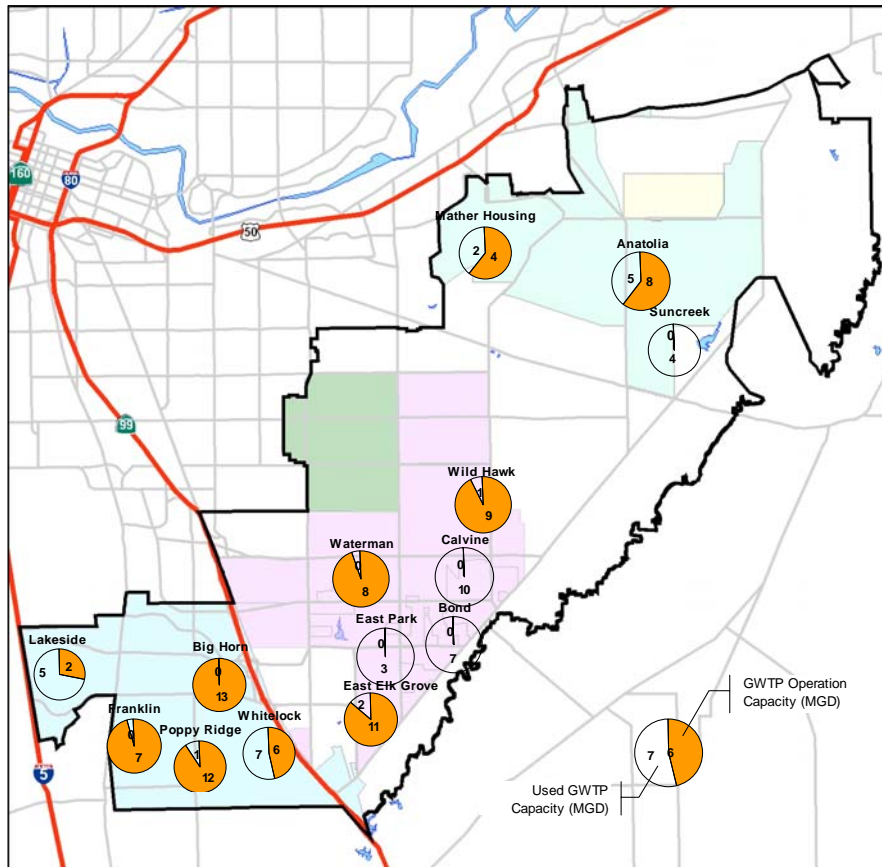 160
80
50
Mather Housing
2
4
Anatolia
5
8
Suncreek
0
4
99
Wild Hawk
1
9
Waterman
0
8
Calvine
0
10
Bond
0
7
East Park
0
3
Lakeside
5
2
Big Horn
0
13
East Elk Grove
2
11
Franklin
0
7
Poppy Ridge
1
12
Whitelock
7
6
5
GWTP Operation
Capacity (MGD)
7
6
Used GWTP
Capacity (MGD)